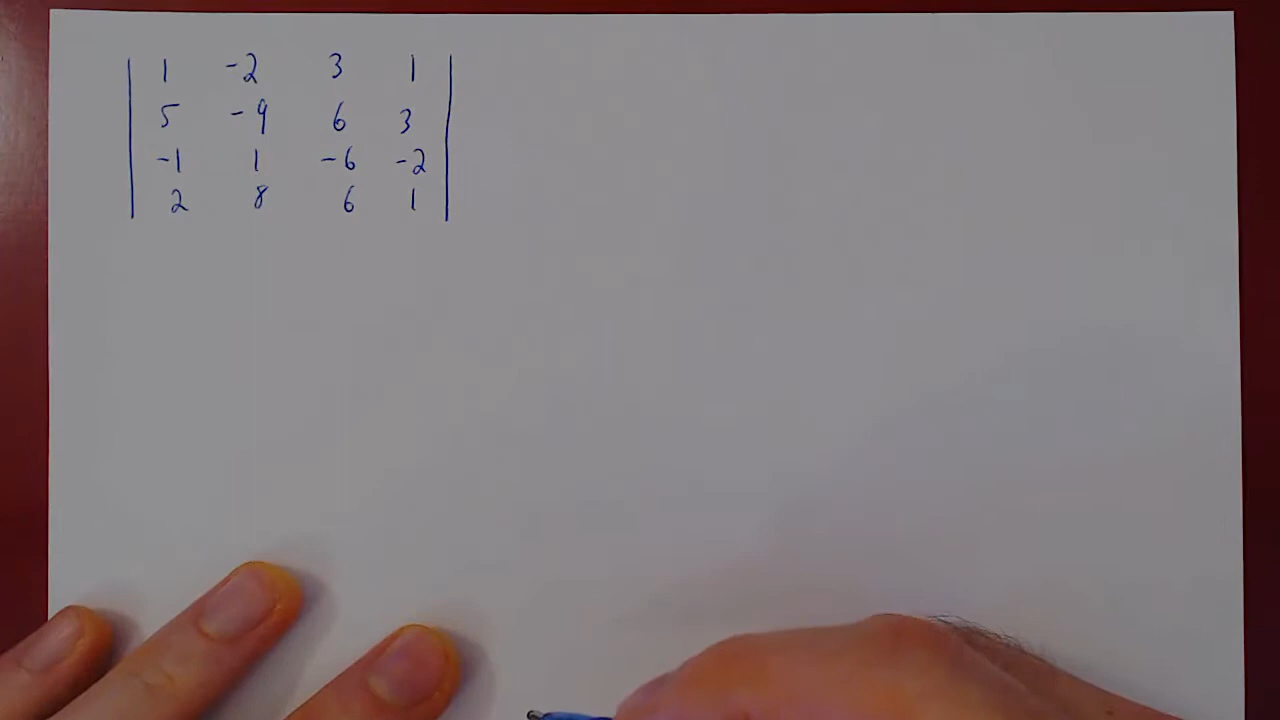 | 1 -2 3 1 |
| 5 -9 6 3 |
| -1 1 -6 -2 |
| 2 8 6 1 |